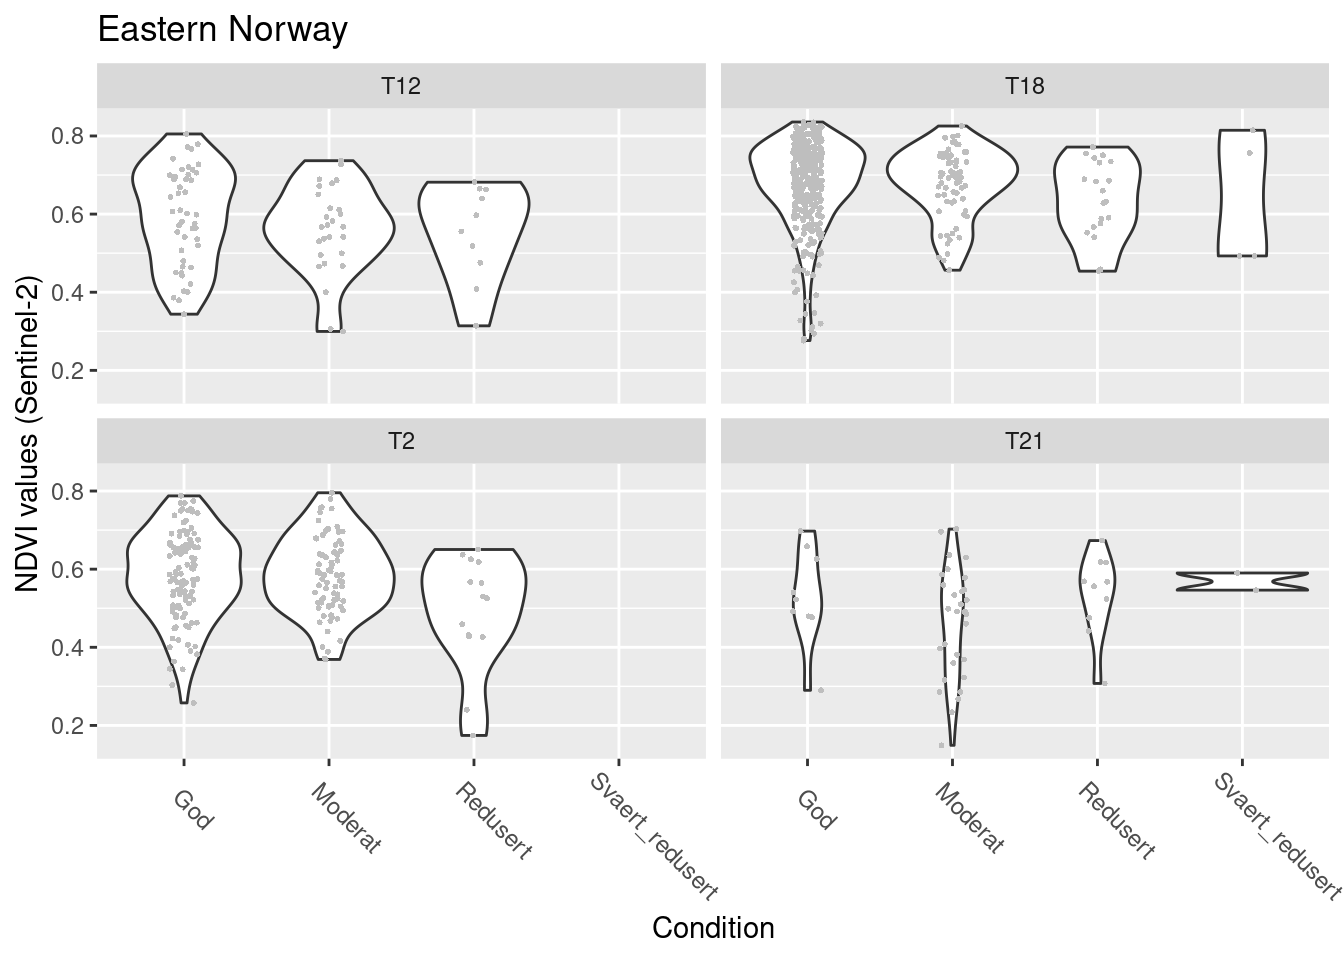 Eastern Norway
T12
T18
0.8
0.6
0.4
0.2
T2
T21
0.8
0.6
0.4
0.2
NDVI values (Sentinel-2)
God
Moderat
Redusert
Svaert_redusert
God
Moderat
Redusert
Svaert_redusert
Condition